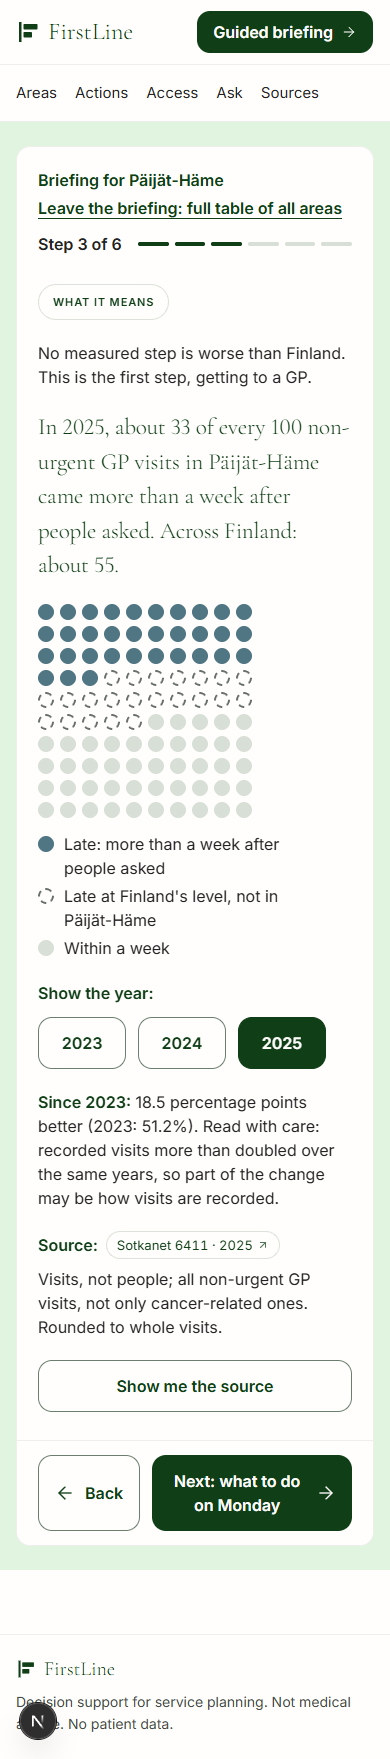 FirstLine
Guided briefing →
Areas Actions Access Ask Sources
Briefing for Päijät-Häme
Leave the briefing: full table of all areas
Step 3 of 6
WHAT IT MEANS
No measured step is worse than Finland.
This is the first step, getting to a GP.
In 2025, about 33 of every 100 non-
urgent GP visits in Päijät-Häme
came more than a week after
people asked. Across Finland:
about 55.
Late: more than a week after
people asked
Late at Finland's level, not in
Päijät-Häme
Within a week
Show the year:
2023 2024 2025
Since 2023: 18.5 percentage points
better (2023: 51.2%). Read with care:
recorded visits more than doubled over
the same years, so part of the change
may be how visits are recorded.
Source: Sotkanet 6411 · 2025 ↗
Visits, not people; all non-urgent GP
visits, not only cancer-related ones.
Rounded to whole visits.
Show me the source
← Back
Next: what to do
on Monday →
FirstLine
Decision support for service planning. Not medical
No patient data.
N